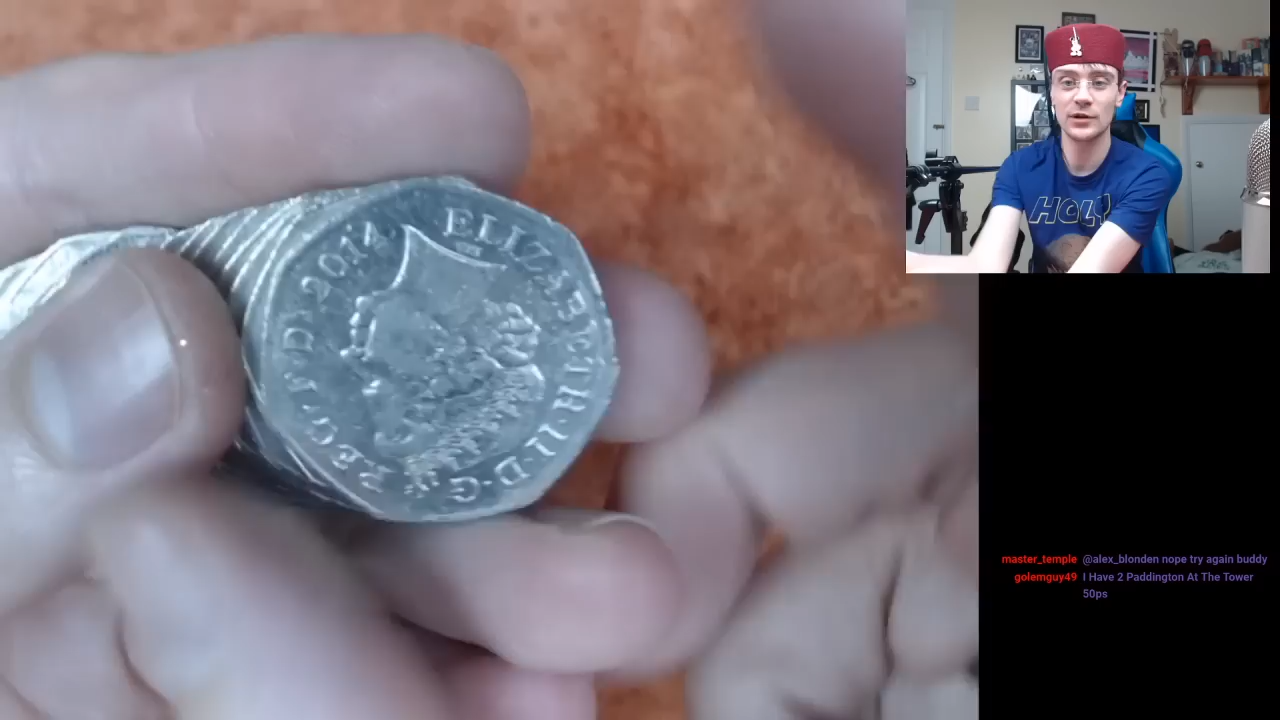 ELIZABETH·II·D·G
REG·F·D·2014
HOLY
master_temple @alex_blonden nope try again buddy
golemguy49 I Have 2 Paddington At The Tower
50ps